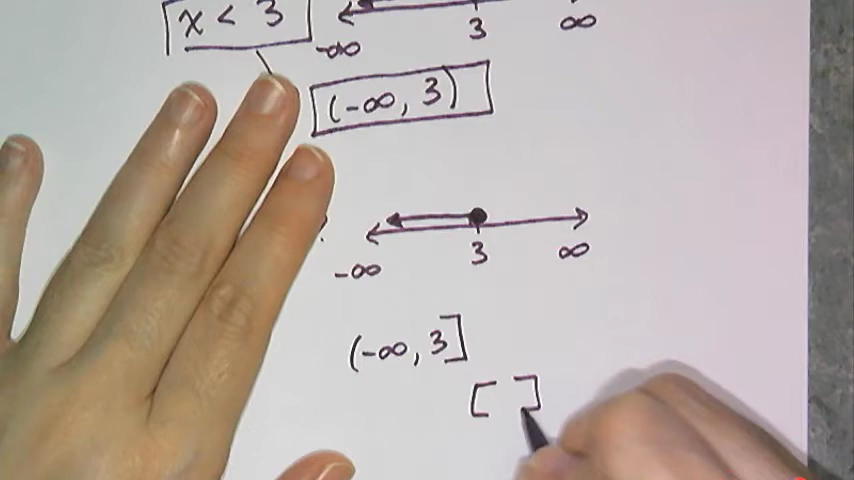 x < 3
-∞ 3 ∞
(-∞, 3)
-∞ 3 ∞
(-∞, 3]
[ ]